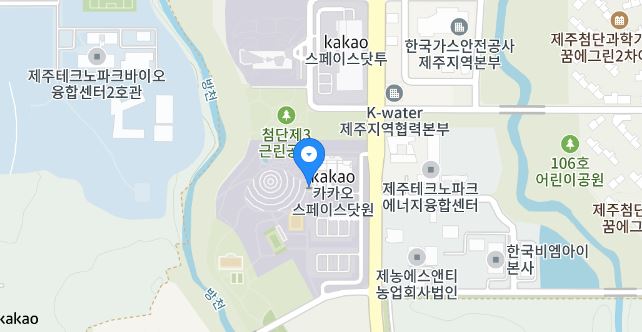 kakao
스페이스닷투
한국가스안전공사
제주지역본부
제주첨단과학기
꿈에그린2차아
제주테크노파크바이오
융합센터2호관
방천
K-water
제주지역협력본부
첨단제3
근린공
106호
어린이공원
kakao
카카오
스페이스닷원
제주테크노파크
에너지융합센터
제주첨단
꿈에그
한국비엠아이
본사
제농에스앤티
농업회사법인
방천
kakao